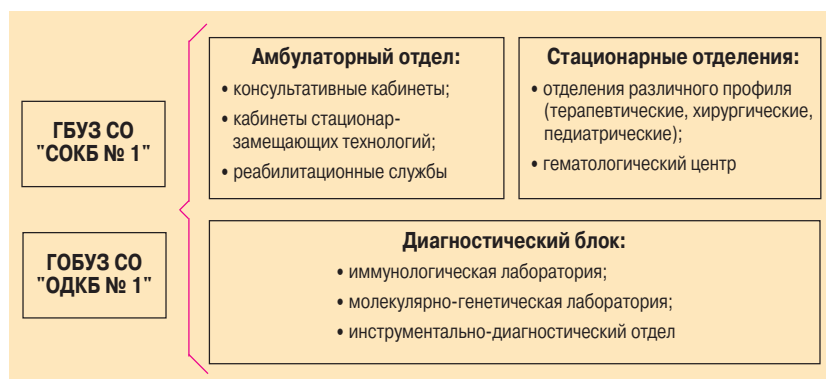 ГБУЗ СО
"СОКБ № 1"
ГОБУЗ СО
"ОДКБ № 1"
Амбулаторный отдел:
• консультативные кабинеты;
• кабинеты стационар-
замещающих технологий;
• реабилитационные службы
Стационарные отделения:
• отделения различного профиля
(терапевтические, хирургические,
педиатрические);
• гематологический центр
Диагностический блок:
• иммунологическая лаборатория;
• молекулярно-генетическая лаборатория;
• инструментально-диагностический отдел